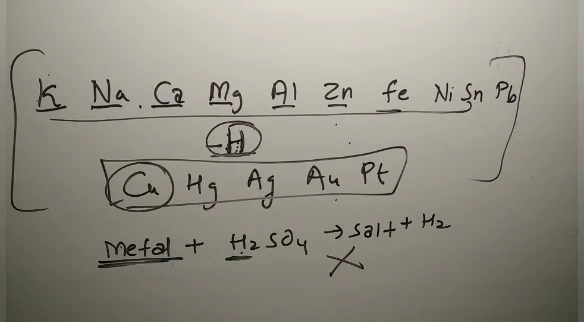 K Na Ca Mg Al Zn fe Ni Sn Pb
H
Cu Hg Ag Au Pt
Metal + H₂SO₄ → Salt + H₂